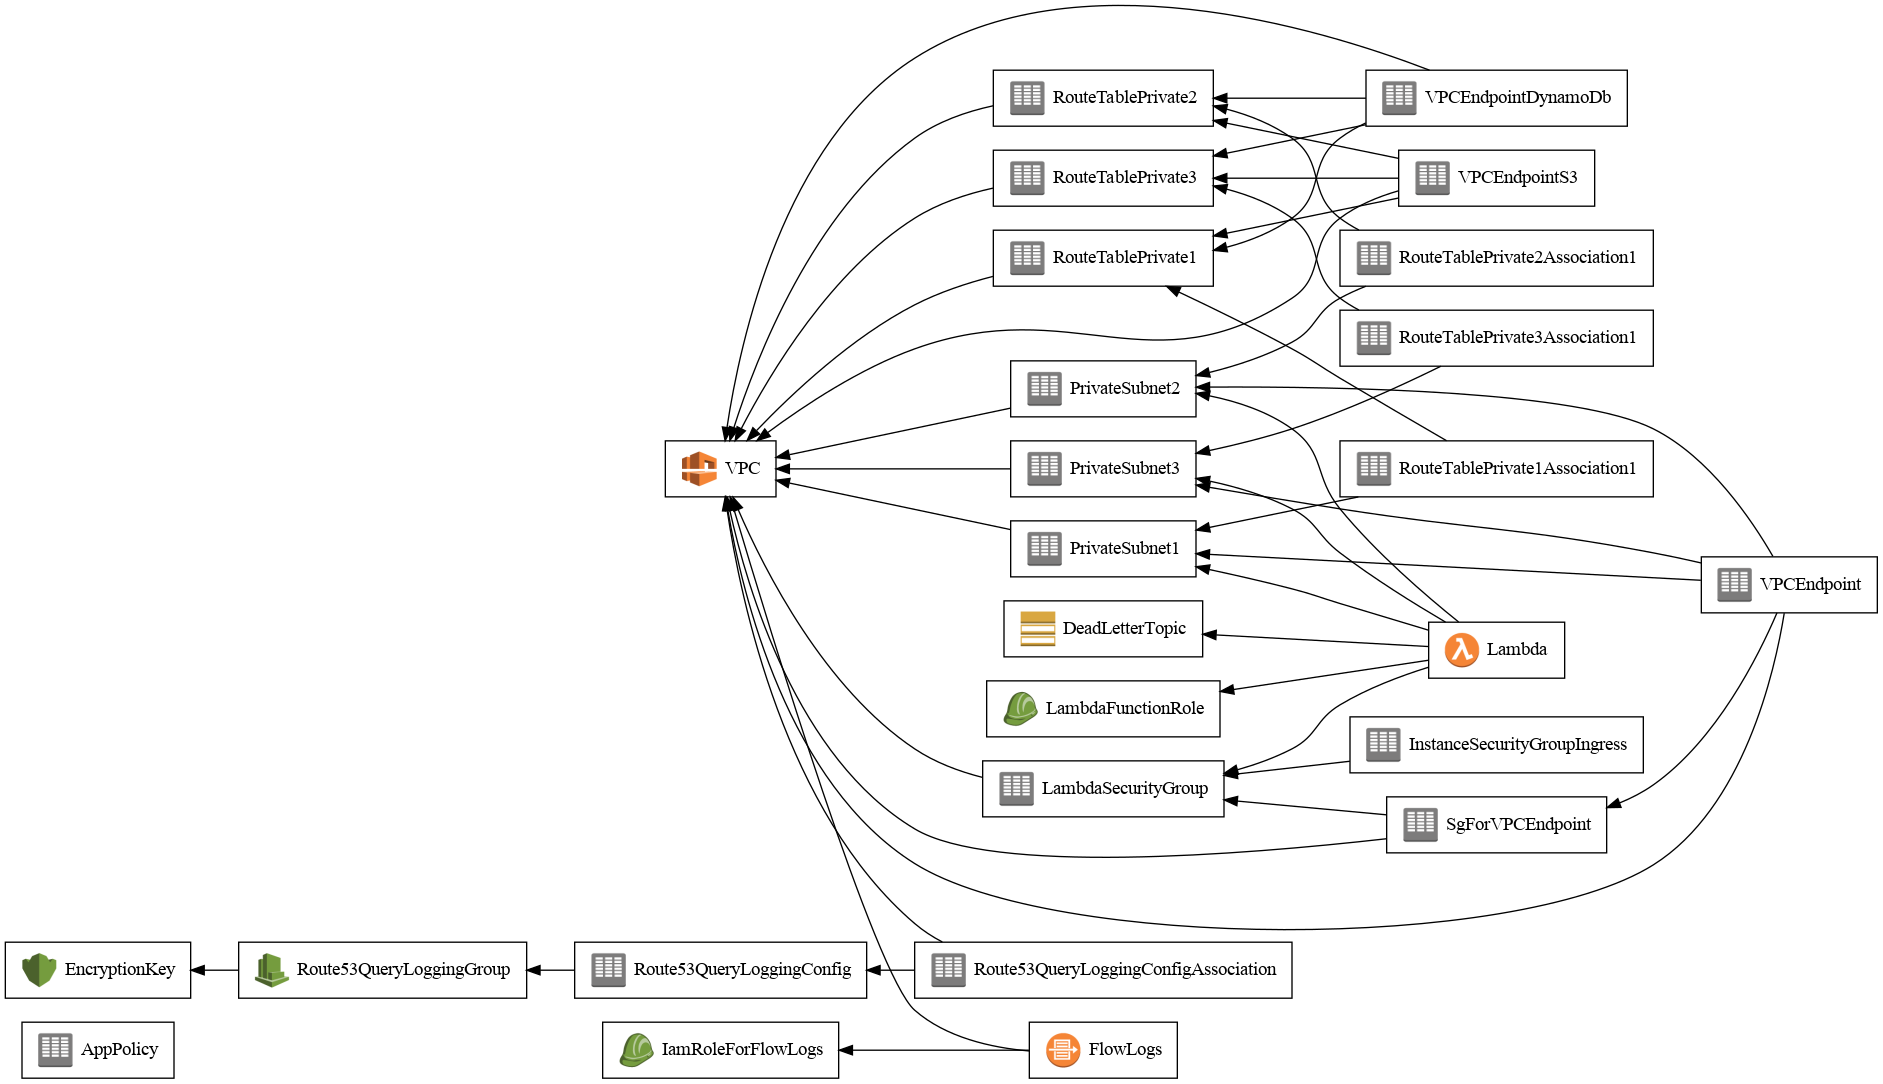 RouteTablePrivate2
VPCEndpointDynamoDb
RouteTablePrivate3
VPCEndpointS3
RouteTablePrivate1
RouteTablePrivate2Association1
RouteTablePrivate3Association1
PrivateSubnet2
VPC
PrivateSubnet3
RouteTablePrivate1Association1
PrivateSubnet1
VPCEndpoint
DeadLetterTopic
Lambda
LambdaFunctionRole
InstanceSecurityGroupIngress
LambdaSecurityGroup
SgForVPCEndpoint
EncryptionKey
Route53QueryLoggingGroup
Route53QueryLoggingConfig
Route53QueryLoggingConfigAssociation
AppPolicy
IamRoleForFlowLogs
FlowLogs